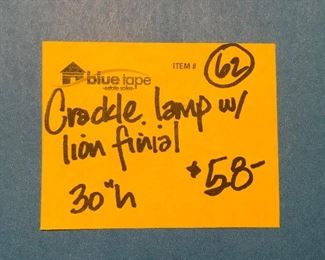 blue tape
-estate sales-
ITEM #
62
Crackle lamp w/
lion finial
30"h
$58-